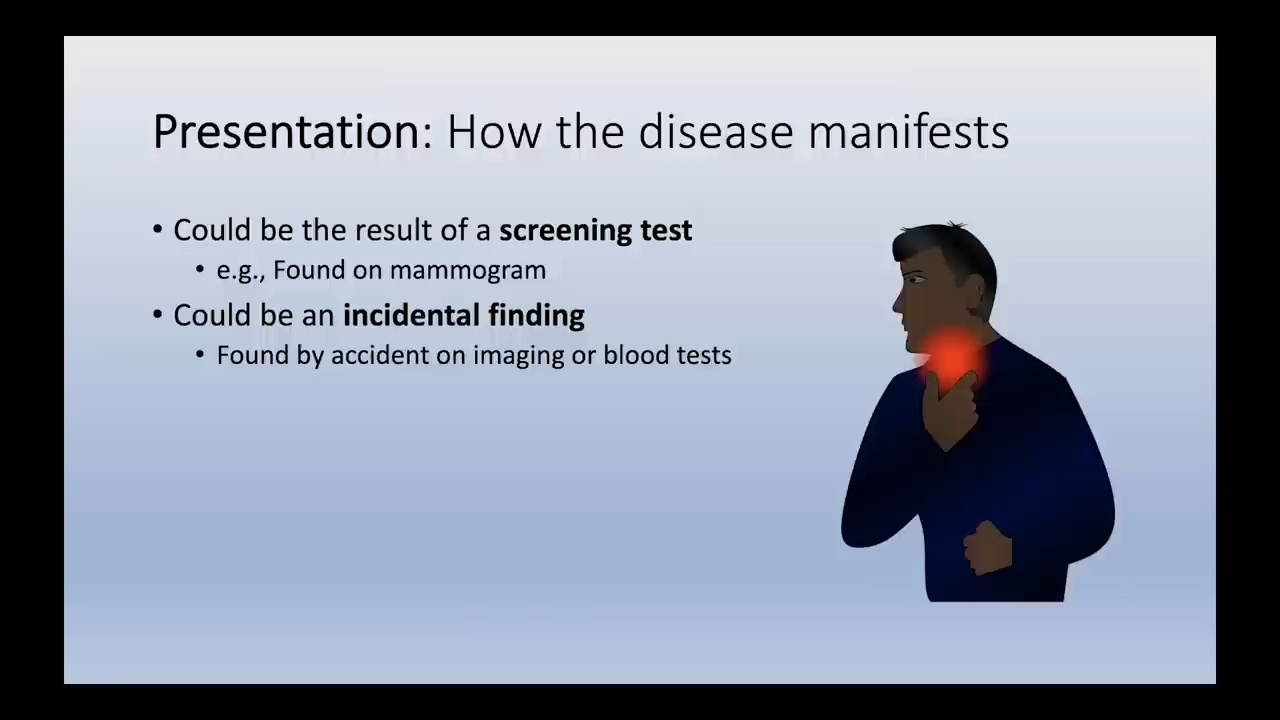 Presentation: How the disease manifests
• Could be the result of a screening test
• e.g., Found on mammogram
• Could be an incidental finding
• Found by accident on imaging or blood tests